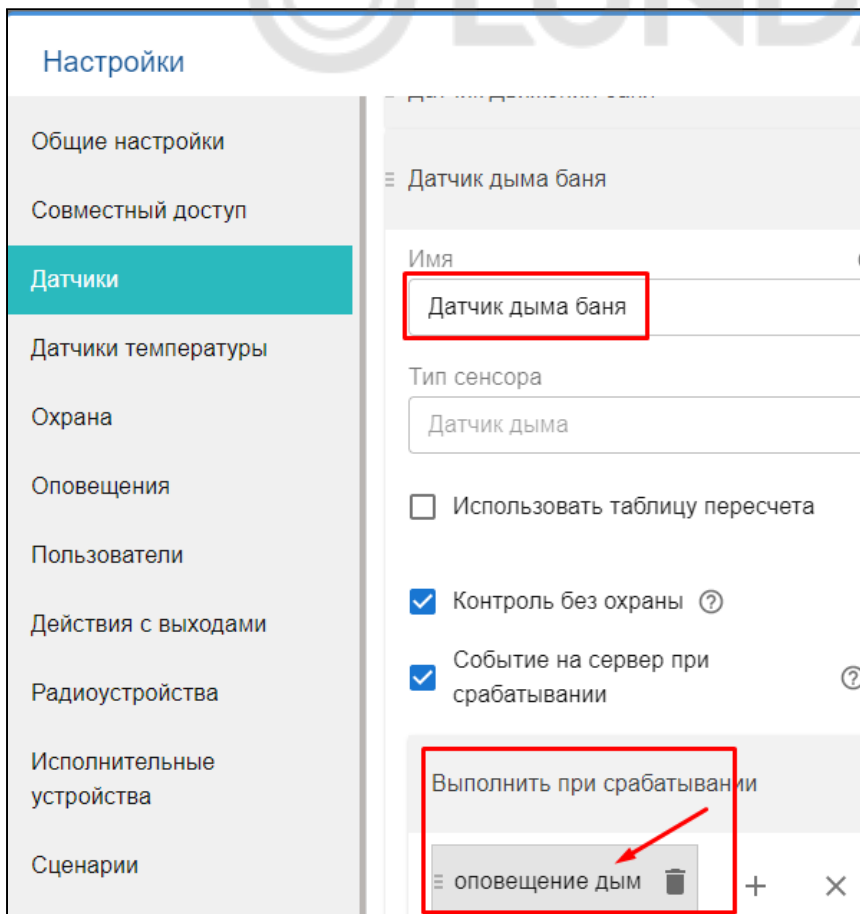 LUNDA
Настройки
Общие настройки
Совместный доступ
Датчики
Датчики температуры
Охрана
Оповещения
Пользователи
Действия с выходами
Радиоустройства
Исполнительные
устройства
Сценарии
Датчик дыма баня
Имя
Датчик дыма баня
Тип сенсора
Датчик дыма
Использовать таблицу пересчета
Контроль без охраны
Событие на сервер при
срабатывании
Выполнить при срабатывании
оповещение дым